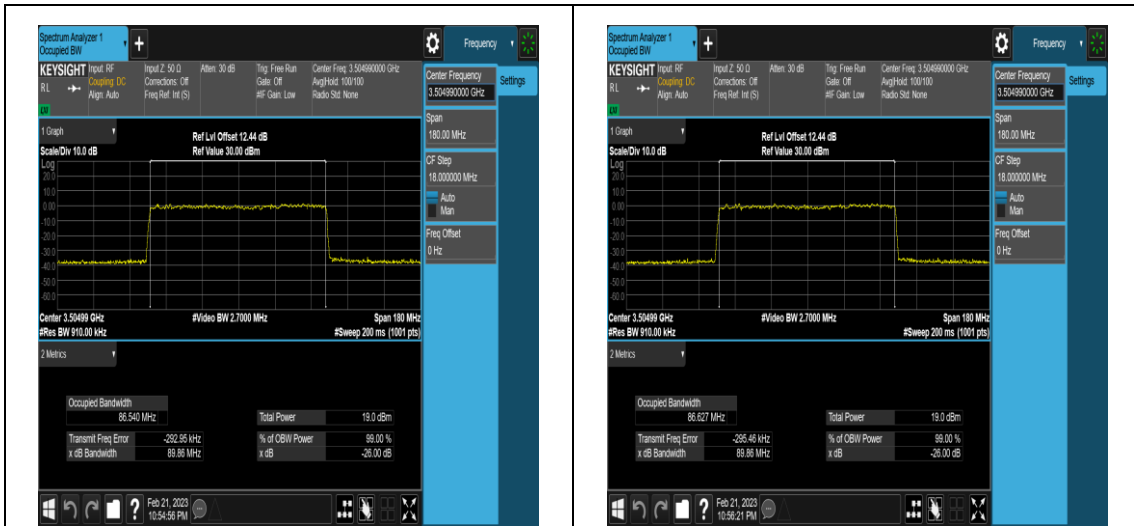 Spectrum Analyzer 1
Occupied BW
+
Frequency
KEYSIGHT
RL
Input: RF
Coupling: DC
Align: Auto
Input Z: 50 Ω
Corrections: Off
Freq Ref: Int (S)
Atten: 30 dB
Trig: Free Run
Gate: Off
#IF Gain: Low
Center Freq: 3.504990000 GHz
Avg|Hold: 100/100
Radio Std: None
LXI
Center Frequency
3.504990000 GHz
Settings
Span
180.00 MHz
CF Step
18.000000 MHz
Auto
Man
Freq Offset
0 Hz
1 Graph
Scale/Div 10.0 dB
Ref Lvl Offset 12.44 dB
Ref Value 30.00 dBm
Log
20.0
10.0
0.00
-10.0
-20.0
-30.0
-40.0
-50.0
-60.0
Center 3.50499 GHz
#Res BW 910.00 kHz
#Video BW 2.7000 MHz
Span 180 MHz
#Sweep 200 ms (1001 pts)
2 Metrics
Occupied Bandwidth
86.540 MHz
Total Power 19.0 dBm
Transmit Freq Error -292.95 kHz
% of OBW Power 99.00 %
x dB Bandwidth 89.86 MHz
x dB -26.00 dB
?
Feb 21, 2023
10:54:56 PM
Spectrum Analyzer 1
Occupied BW
+
Frequency
KEYSIGHT
RL
Input: RF
Coupling: DC
Align: Auto
Input Z: 50 Ω
Corrections: Off
Freq Ref: Int (S)
Atten: 30 dB
Trig: Free Run
Gate: Off
#IF Gain: Low
Center Freq: 3.504990000 GHz
Avg|Hold: 100/100
Radio Std: None
LXI
Center Frequency
3.504990000 GHz
Settings
Span
180.00 MHz
CF Step
18.000000 MHz
Auto
Man
Freq Offset
0 Hz
1 Graph
Scale/Div 10.0 dB
Ref Lvl Offset 12.44 dB
Ref Value 30.00 dBm
Log
20.0
10.0
0.00
-10.0
-20.0
-30.0
-40.0
-50.0
-60.0
Center 3.50499 GHz
#Res BW 910.00 kHz
#Video BW 2.7000 MHz
Span 180 MHz
#Sweep 200 ms (1001 pts)
2 Metrics
Occupied Bandwidth
86.627 MHz
Total Power 19.0 dBm
Transmit Freq Error -295.46 kHz
% of OBW Power 99.00 %
x dB Bandwidth 89.86 MHz
x dB -26.00 dB
?
Feb 21, 2023
10:56:21 PM